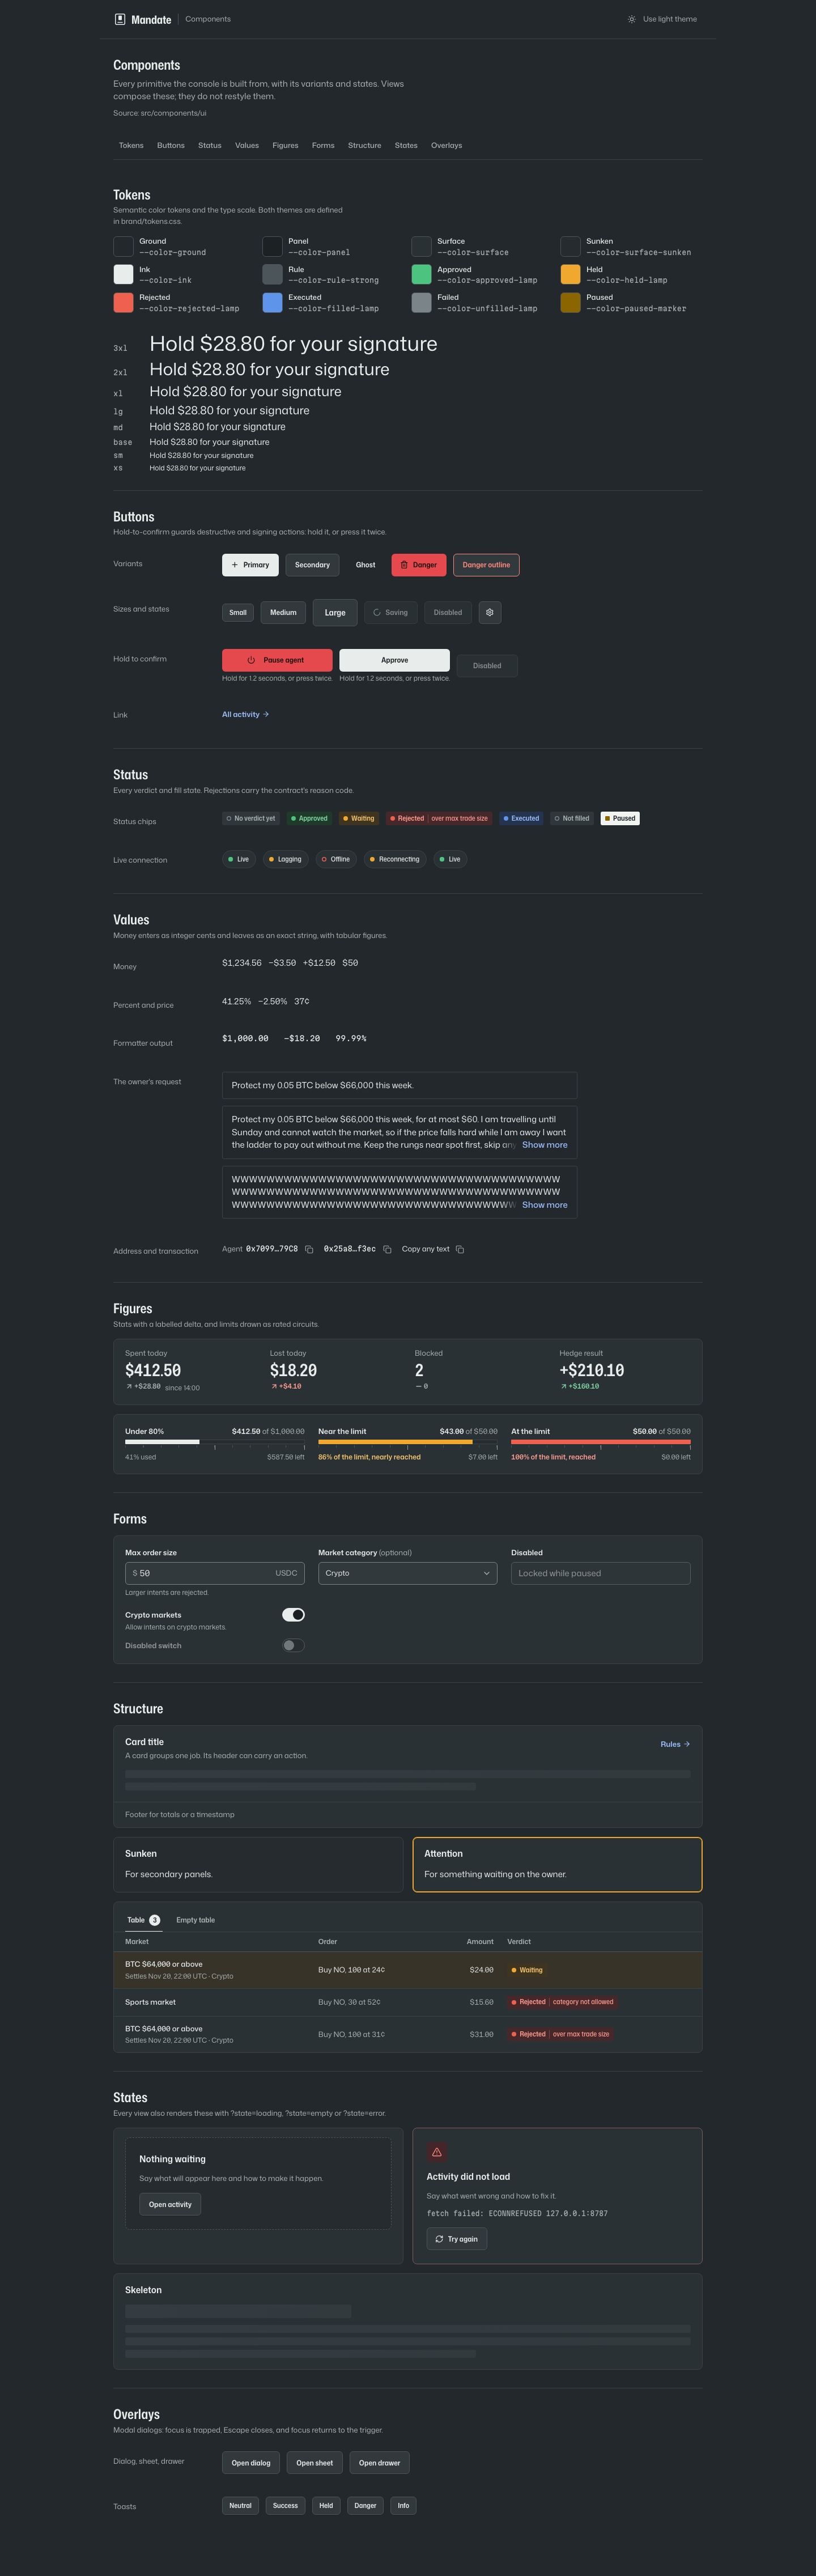 Mandate
Components
Use light theme
Components
Every primitive the console is built from, with its variants and states. Views
compose these; they do not restyle them.
Source: src/components/ui
Tokens Buttons Status Values Figures Forms Structure States Overlays
Tokens
Semantic color tokens and the type scale. Both themes are defined
in brand/tokens.css.
Ground
--color-ground
Panel
--color-panel
Surface
--color-surface
Sunken
--color-surface-sunken
Ink
--color-ink
Rule
--color-rule-strong
Approved
--color-approved-lamp
Held
--color-held-lamp
Rejected
--color-rejected-lamp
Executed
--color-filled-lamp
Failed
--color-unfilled-lamp
Paused
--color-paused-marker
3xl Hold $28.80 for your signature
2xl Hold $28.80 for your signature
xl Hold $28.80 for your signature
lg Hold $28.80 for your signature
md Hold $28.80 for your signature
base Hold $28.80 for your signature
sm Hold $28.80 for your signature
xs Hold $28.80 for your signature
Buttons
Hold-to-confirm guards destructive and signing actions: hold it, or press it twice.
Variants
Primary Secondary Ghost Danger Danger outline
Sizes and states
Small Medium Large Saving Disabled
Hold to confirm
Pause agent Approve Disabled
Hold for 1.2 seconds, or press twice. Hold for 1.2 seconds, or press twice.
Link
All activity →
Status
Every verdict and fill state. Rejections carry the contract's reason code.
Status chips
No verdict yet Approved Waiting Rejected | over max trade size Executed Not filled Paused
Live connection
Live Lagging Offline Reconnecting Live
Values
Money enters as integer cents and leaves as an exact string, with tabular figures.
Money
$1,234.56 −$3.50 +$12.50 $50
Percent and price
41.25% −2.50% 37¢
Formatter output
$1,000.00 −$18.20 99.99%
The owner's request
Protect my 0.05 BTC below $66,000 this week.
Protect my 0.05 BTC below $66,000 this week, for at most $60. I am travelling until
Sunday and cannot watch the market, so if the price falls hard while I am away I want
the ladder to pay out without me. Keep the rungs near spot first, skip any Show more
Show more
Address and transaction
Agent 0x7099…79C8 0x25a8…f3ec Copy any text
Figures
Stats with a labelled delta, and limits drawn as rated circuits.
Spent today
$412.50
+$28.80 since 14:00
Lost today
$18.20
+$4.10
Blocked
2
0
Hedge result
+$210.10
+$160.10
Under 80% $412.50 of $1,000.00
41% used $587.50 left
Near the limit $43.00 of $50.00
86% of the limit, nearly reached $7.00 left
At the limit $50.00 of $50.00
100% of the limit, reached $0.00 left
Forms
Max order size
$ 50 USDC
Larger intents are rejected.
Market category (optional)
Crypto
Disabled
Locked while paused
Crypto markets
Allow intents on crypto markets.
Disabled switch
Structure
Card title
A card groups one job. Its header can carry an action.
Rules →
Footer for totals or a timestamp
Sunken
For secondary panels.
Attention
For something waiting on the owner.
Table 3 Empty table
Market Order Amount Verdict
BTC $64,000 or above
Settles Nov 20, 22:00 UTC · Crypto
Buy NO, 100 at 24¢ $24.00 Waiting
Sports market Buy NO, 30 at 52¢ $15.60 Rejected | category not allowed
BTC $64,000 or above
Settles Nov 20, 22:00 UTC · Crypto
Buy NO, 100 at 31¢ $31.00 Rejected | over max trade size
States
Every view also renders these with ?state=loading, ?state=empty or ?state=error.
Nothing waiting
Say what will appear here and how to make it happen.
Open activity
Activity did not load
Say what went wrong and how to fix it.
fetch failed: ECONNREFUSED 127.0.0.1:8787
Try again
Skeleton
Overlays
Modal dialogs: focus is trapped, Escape closes, and focus returns to the trigger.
Dialog, sheet, drawer
Open dialog Open sheet Open drawer
Toasts
Neutral Success Held Danger Info